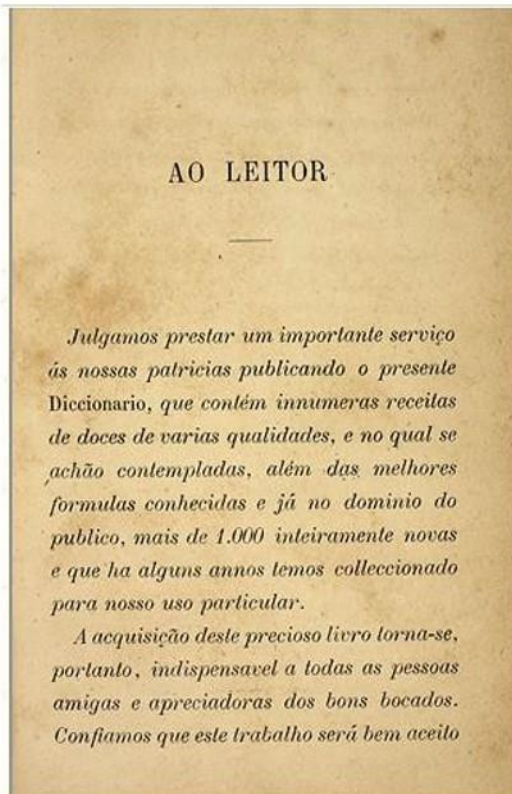 AO LEITOR
Julgamos prestar um importante serviço
ás nossas patricias publicando o presente
Diccionario, que contém innumeras receitas
de doces de varias qualidades, e no qual se
achão contempladas, além das melhores
formulas conhecidas e já no dominio do
publico, mais de 1.000 inteiramente novas
e que ha alguns annos temos colleccionado
para nosso uso particular.
A acquisição deste precioso livro torna-se,
portanto, indispensavel a todas as pessoas
amigas e apreciadoras dos bons bocados.
Confiamos que este trabalho será bem aceito